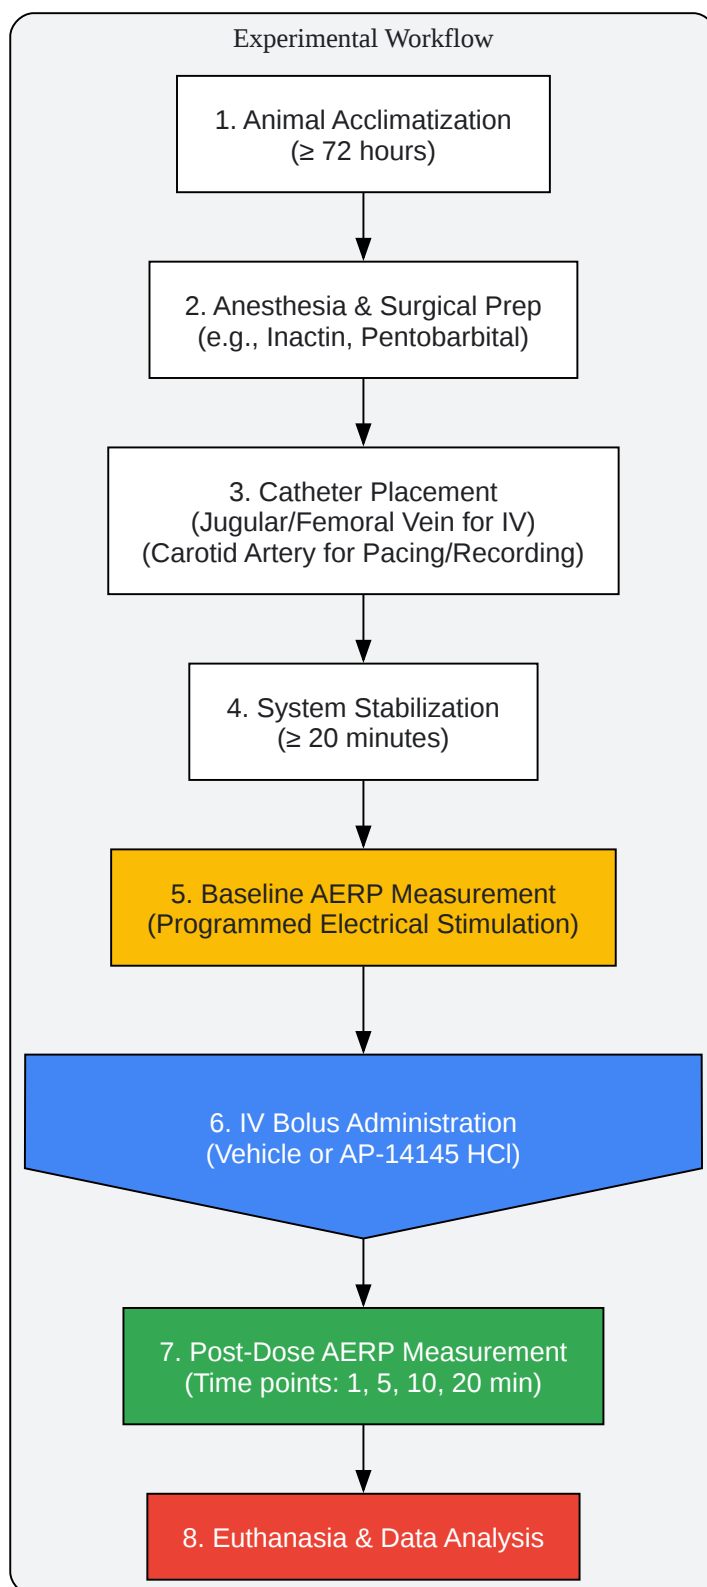 Experimental Workflow
1. Animal Acclimatization
(≥ 72 hours)
2. Anesthesia & Surgical Prep
(e.g., Inactin, Pentobarbital)
3. Catheter Placement
(Jugular/Femoral Vein for IV)
(Carotid Artery for Pacing/Recording)
4. System Stabilization
(≥ 20 minutes)
5. Baseline AERP Measurement
(Programmed Electrical Stimulation)
6. IV Bolus Administration
(Vehicle or AP-14145 HCl)
7. Post-Dose AERP Measurement
(Time points: 1, 5, 10, 20 min)
8. Euthanasia & Data Analysis